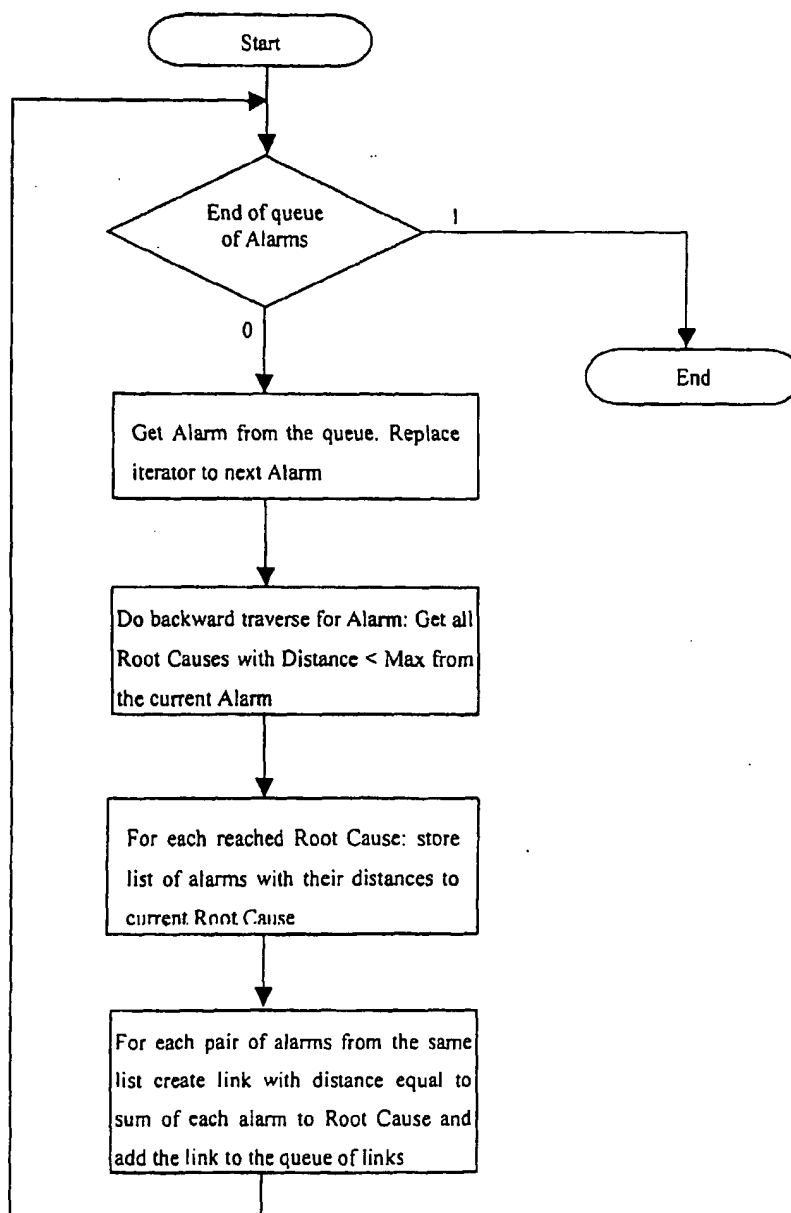 Start
End of queue
of Alarms
1
0
End
Get Alarm from the queue. Replace
iterator to next Alarm
Do backward traverse for Alarm: Get all
Root Causes with Distance < Max from
the current Alarm
For each reached Root Cause: store
list of alarms with their distances to
current Root Cause
For each pair of alarms from the same
list create link with distance equal to
sum of each alarm to Root Cause and
add the link to the queue of links